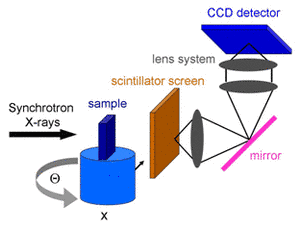 CCD detector
lens system
scintillator screen
Synchrotron
X-rays
sample
mirror
Θ
x